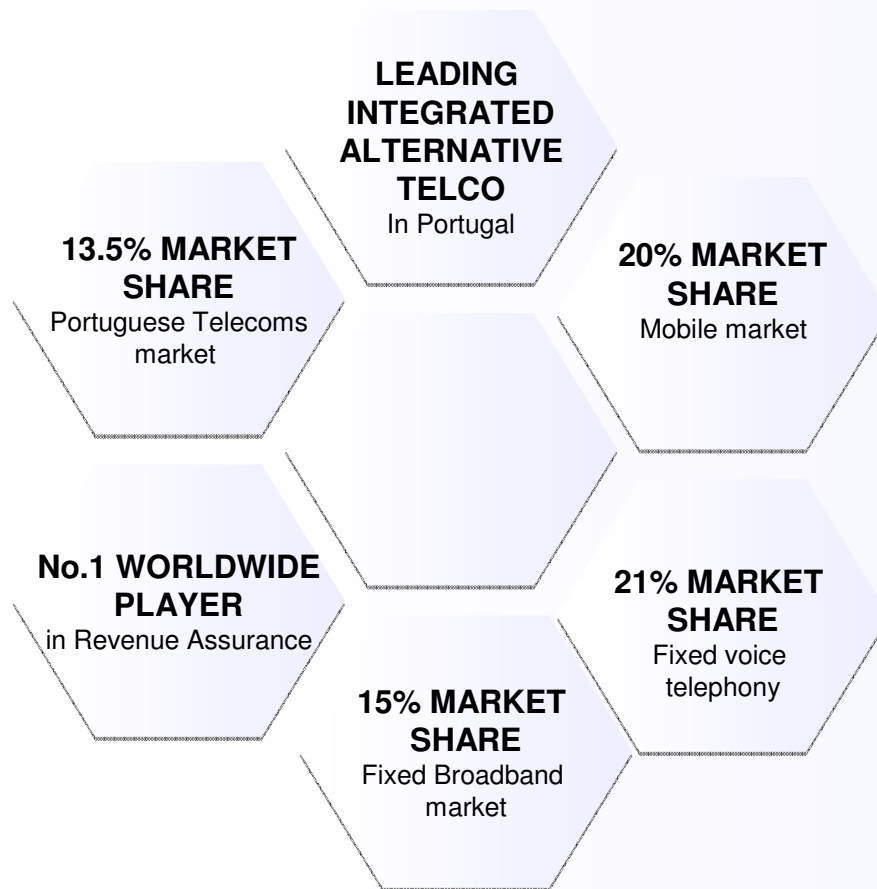 LEADING
INTEGRATED
ALTERNATIVE
TELCO
In Portugal
13.5% MARKET
SHARE
Portuguese Telecoms
market
20% MARKET
SHARE
Mobile market
No.1 WORLDWIDE
PLAYER
in Revenue Assurance
21% MARKET
SHARE
Fixed voice
telephony
15% MARKET
SHARE
Fixed Broadband
market